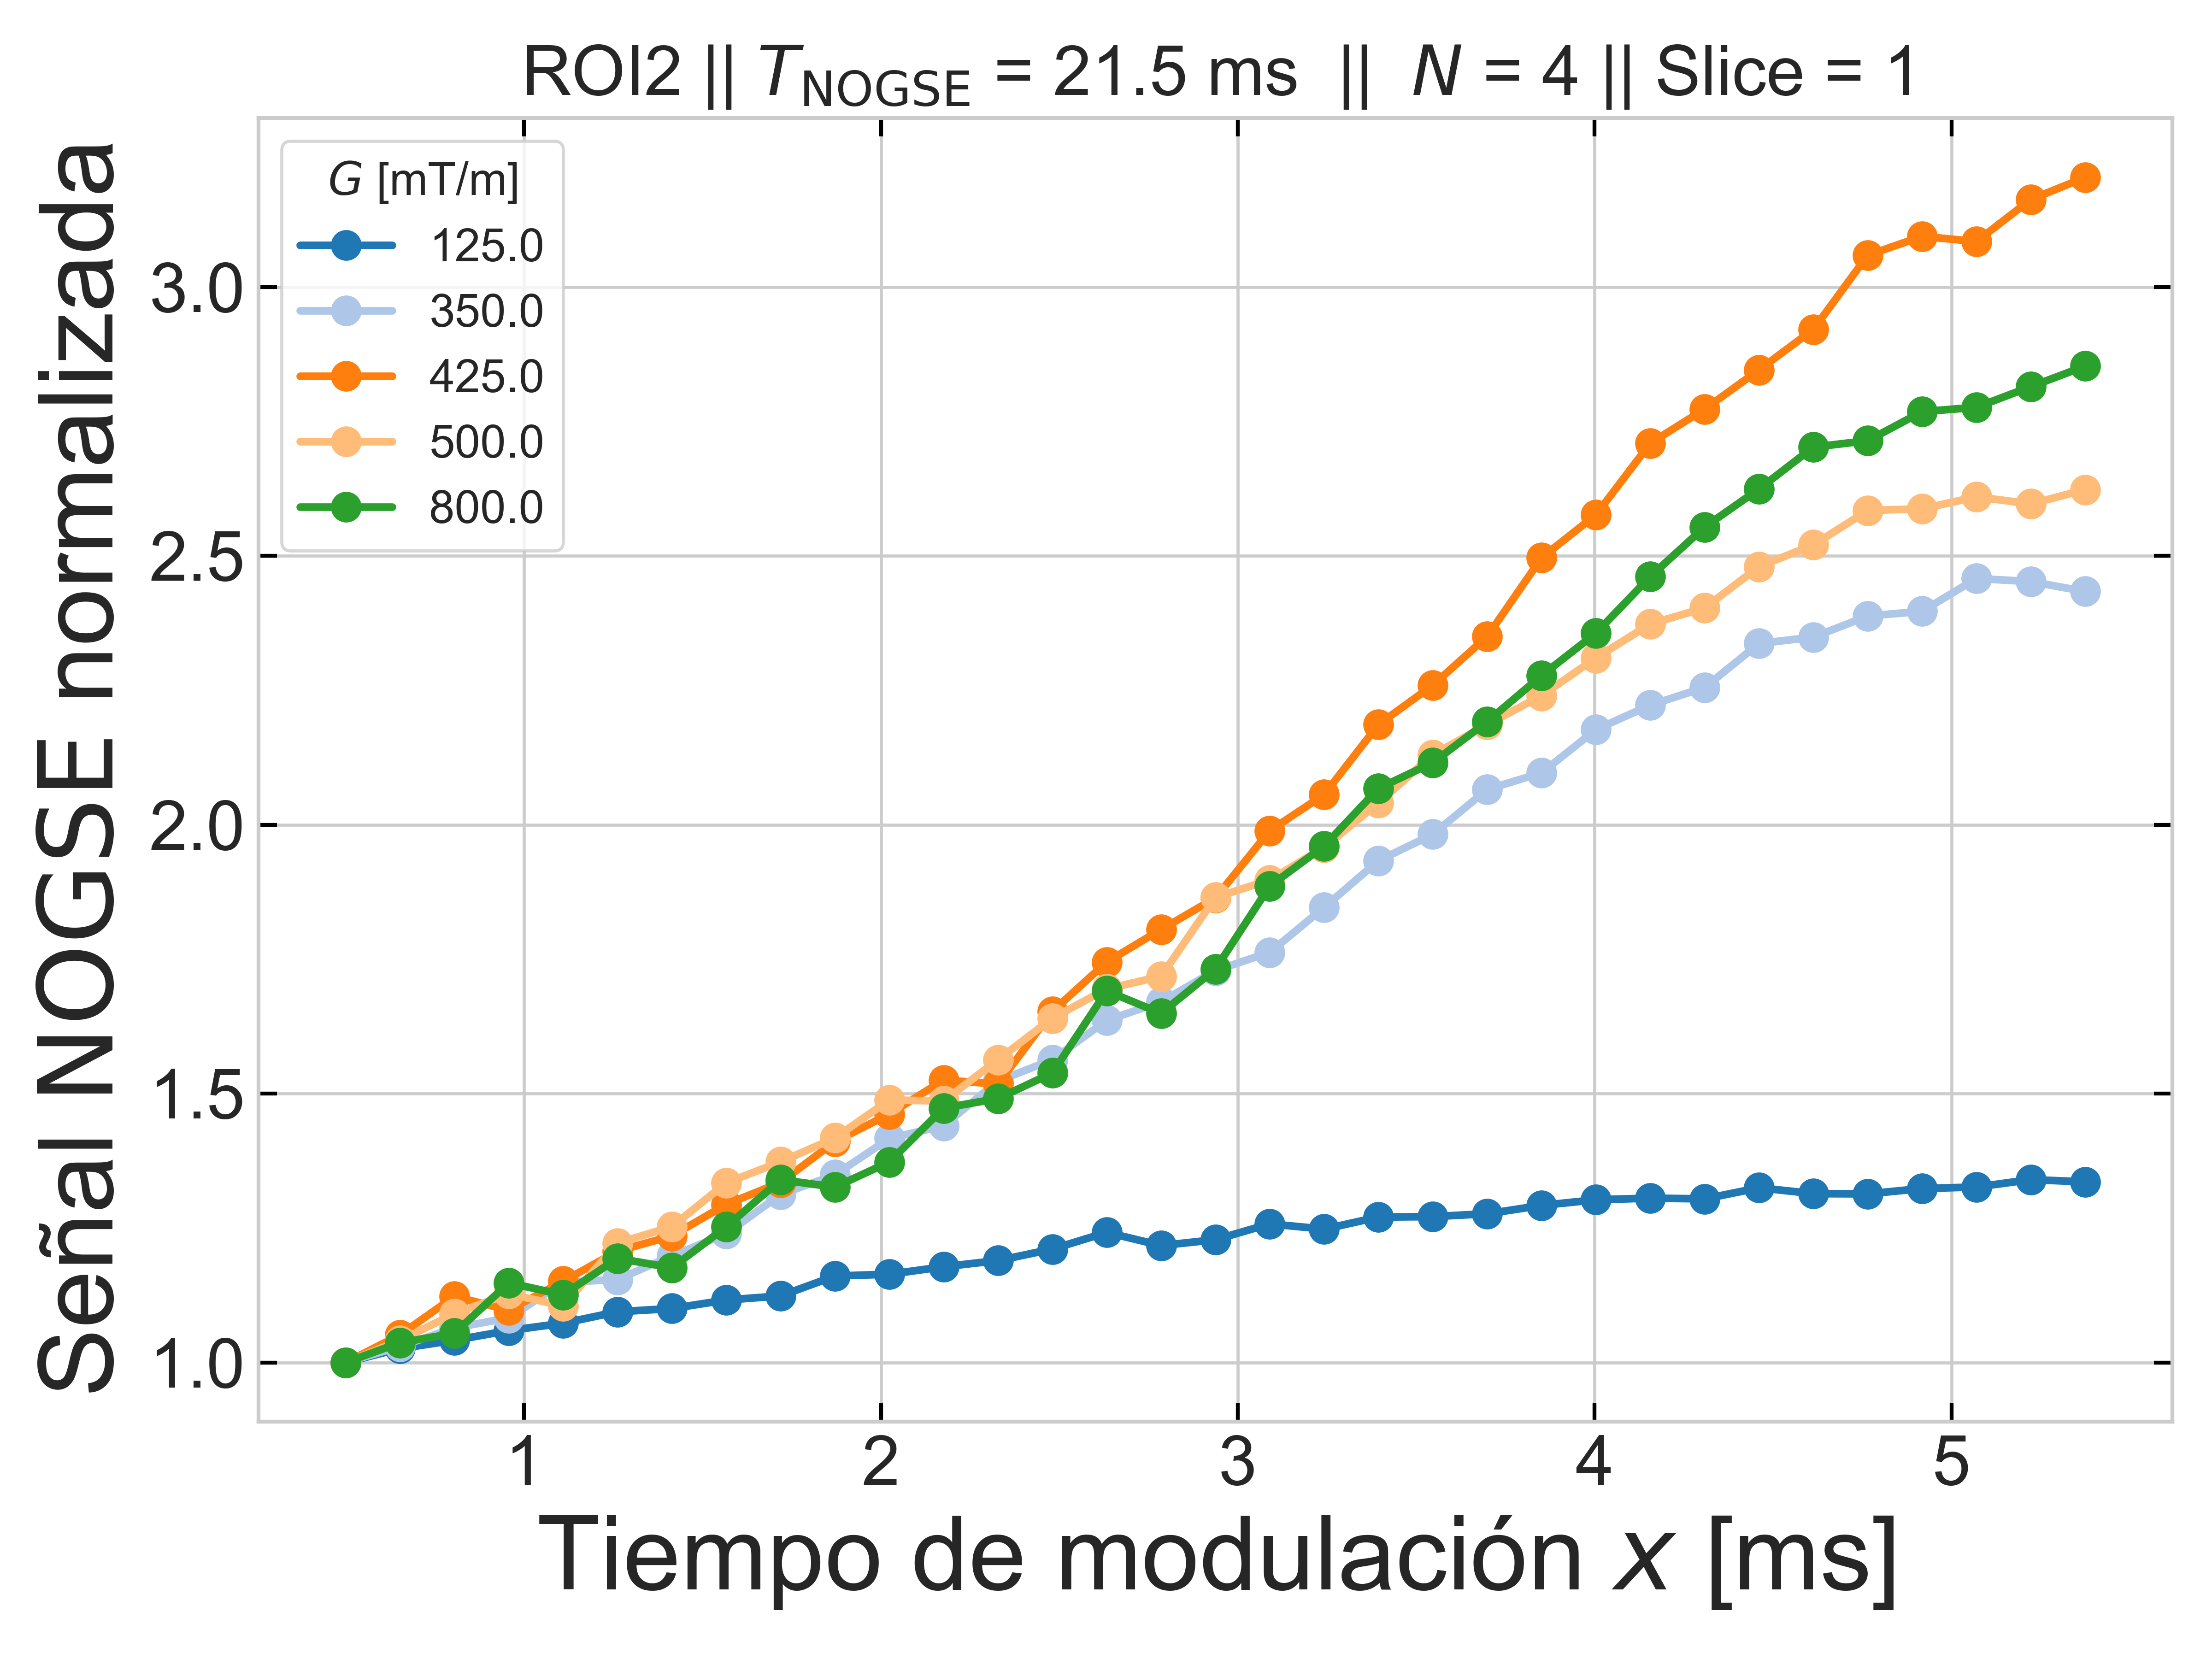 ROI2 || T_NOGSE = 21.5 ms || N = 4 || Slice = 1
Señal NOGSE normalizada
G [mT/m]
125.0
350.0
425.0
500.0
800.0
3.0
2.5
2.0
1.5
1.0
1 2 3 4 5
Tiempo de modulación x [ms]